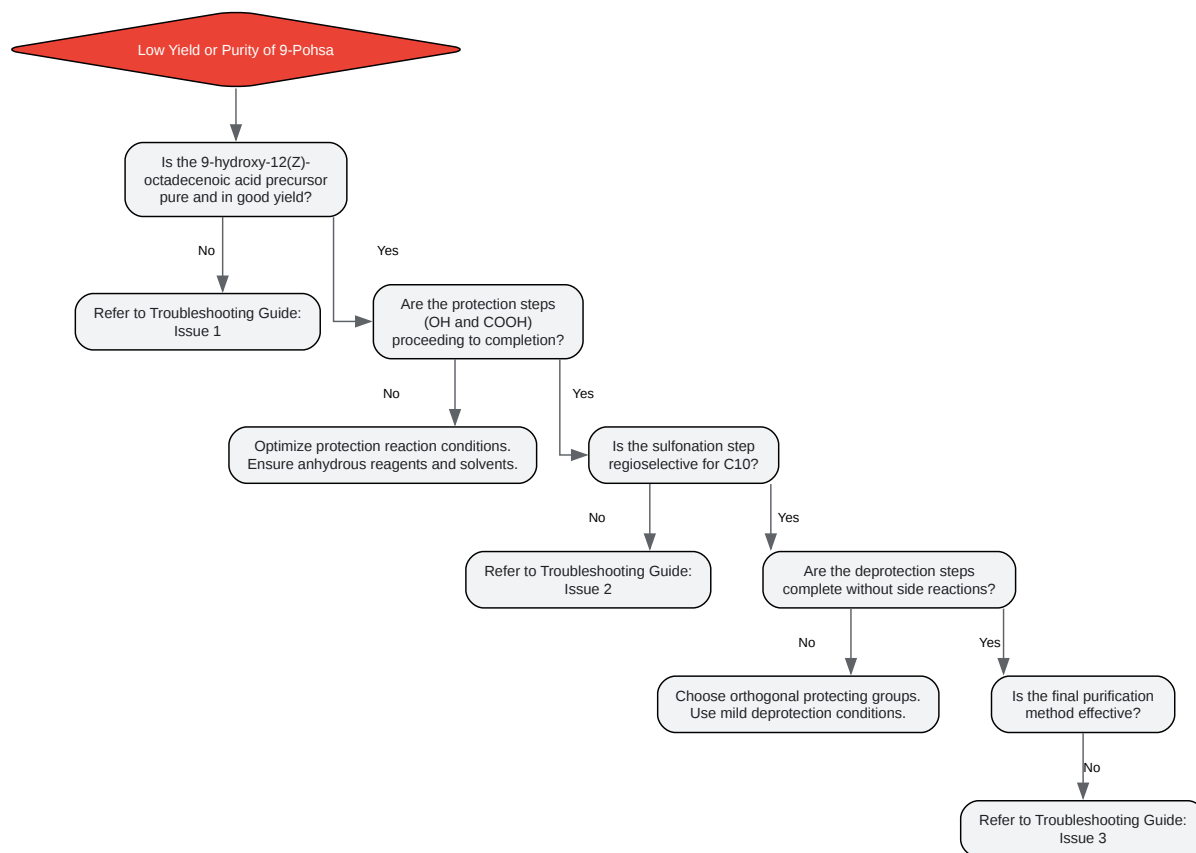 Low Yield or Purity of 9-Pohsa
Is the 9-hydroxy-12(Z)-
octadecenoic acid precursor
pure and in good yield?
No
Yes
Refer to Troubleshooting Guide:
Issue 1
Are the protection steps
(OH and COOH)
proceeding to completion?
No
Yes
Optimize protection reaction conditions.
Ensure anhydrous reagents and solvents.
Is the sulfonation step
regioselective for C10?
No
Yes
Refer to Troubleshooting Guide:
Issue 2
Are the deprotection steps
complete without side reactions?
No
Yes
Choose orthogonal protecting groups.
Use mild deprotection conditions.
Is the final purification
method effective?
No
Refer to Troubleshooting Guide:
Issue 3